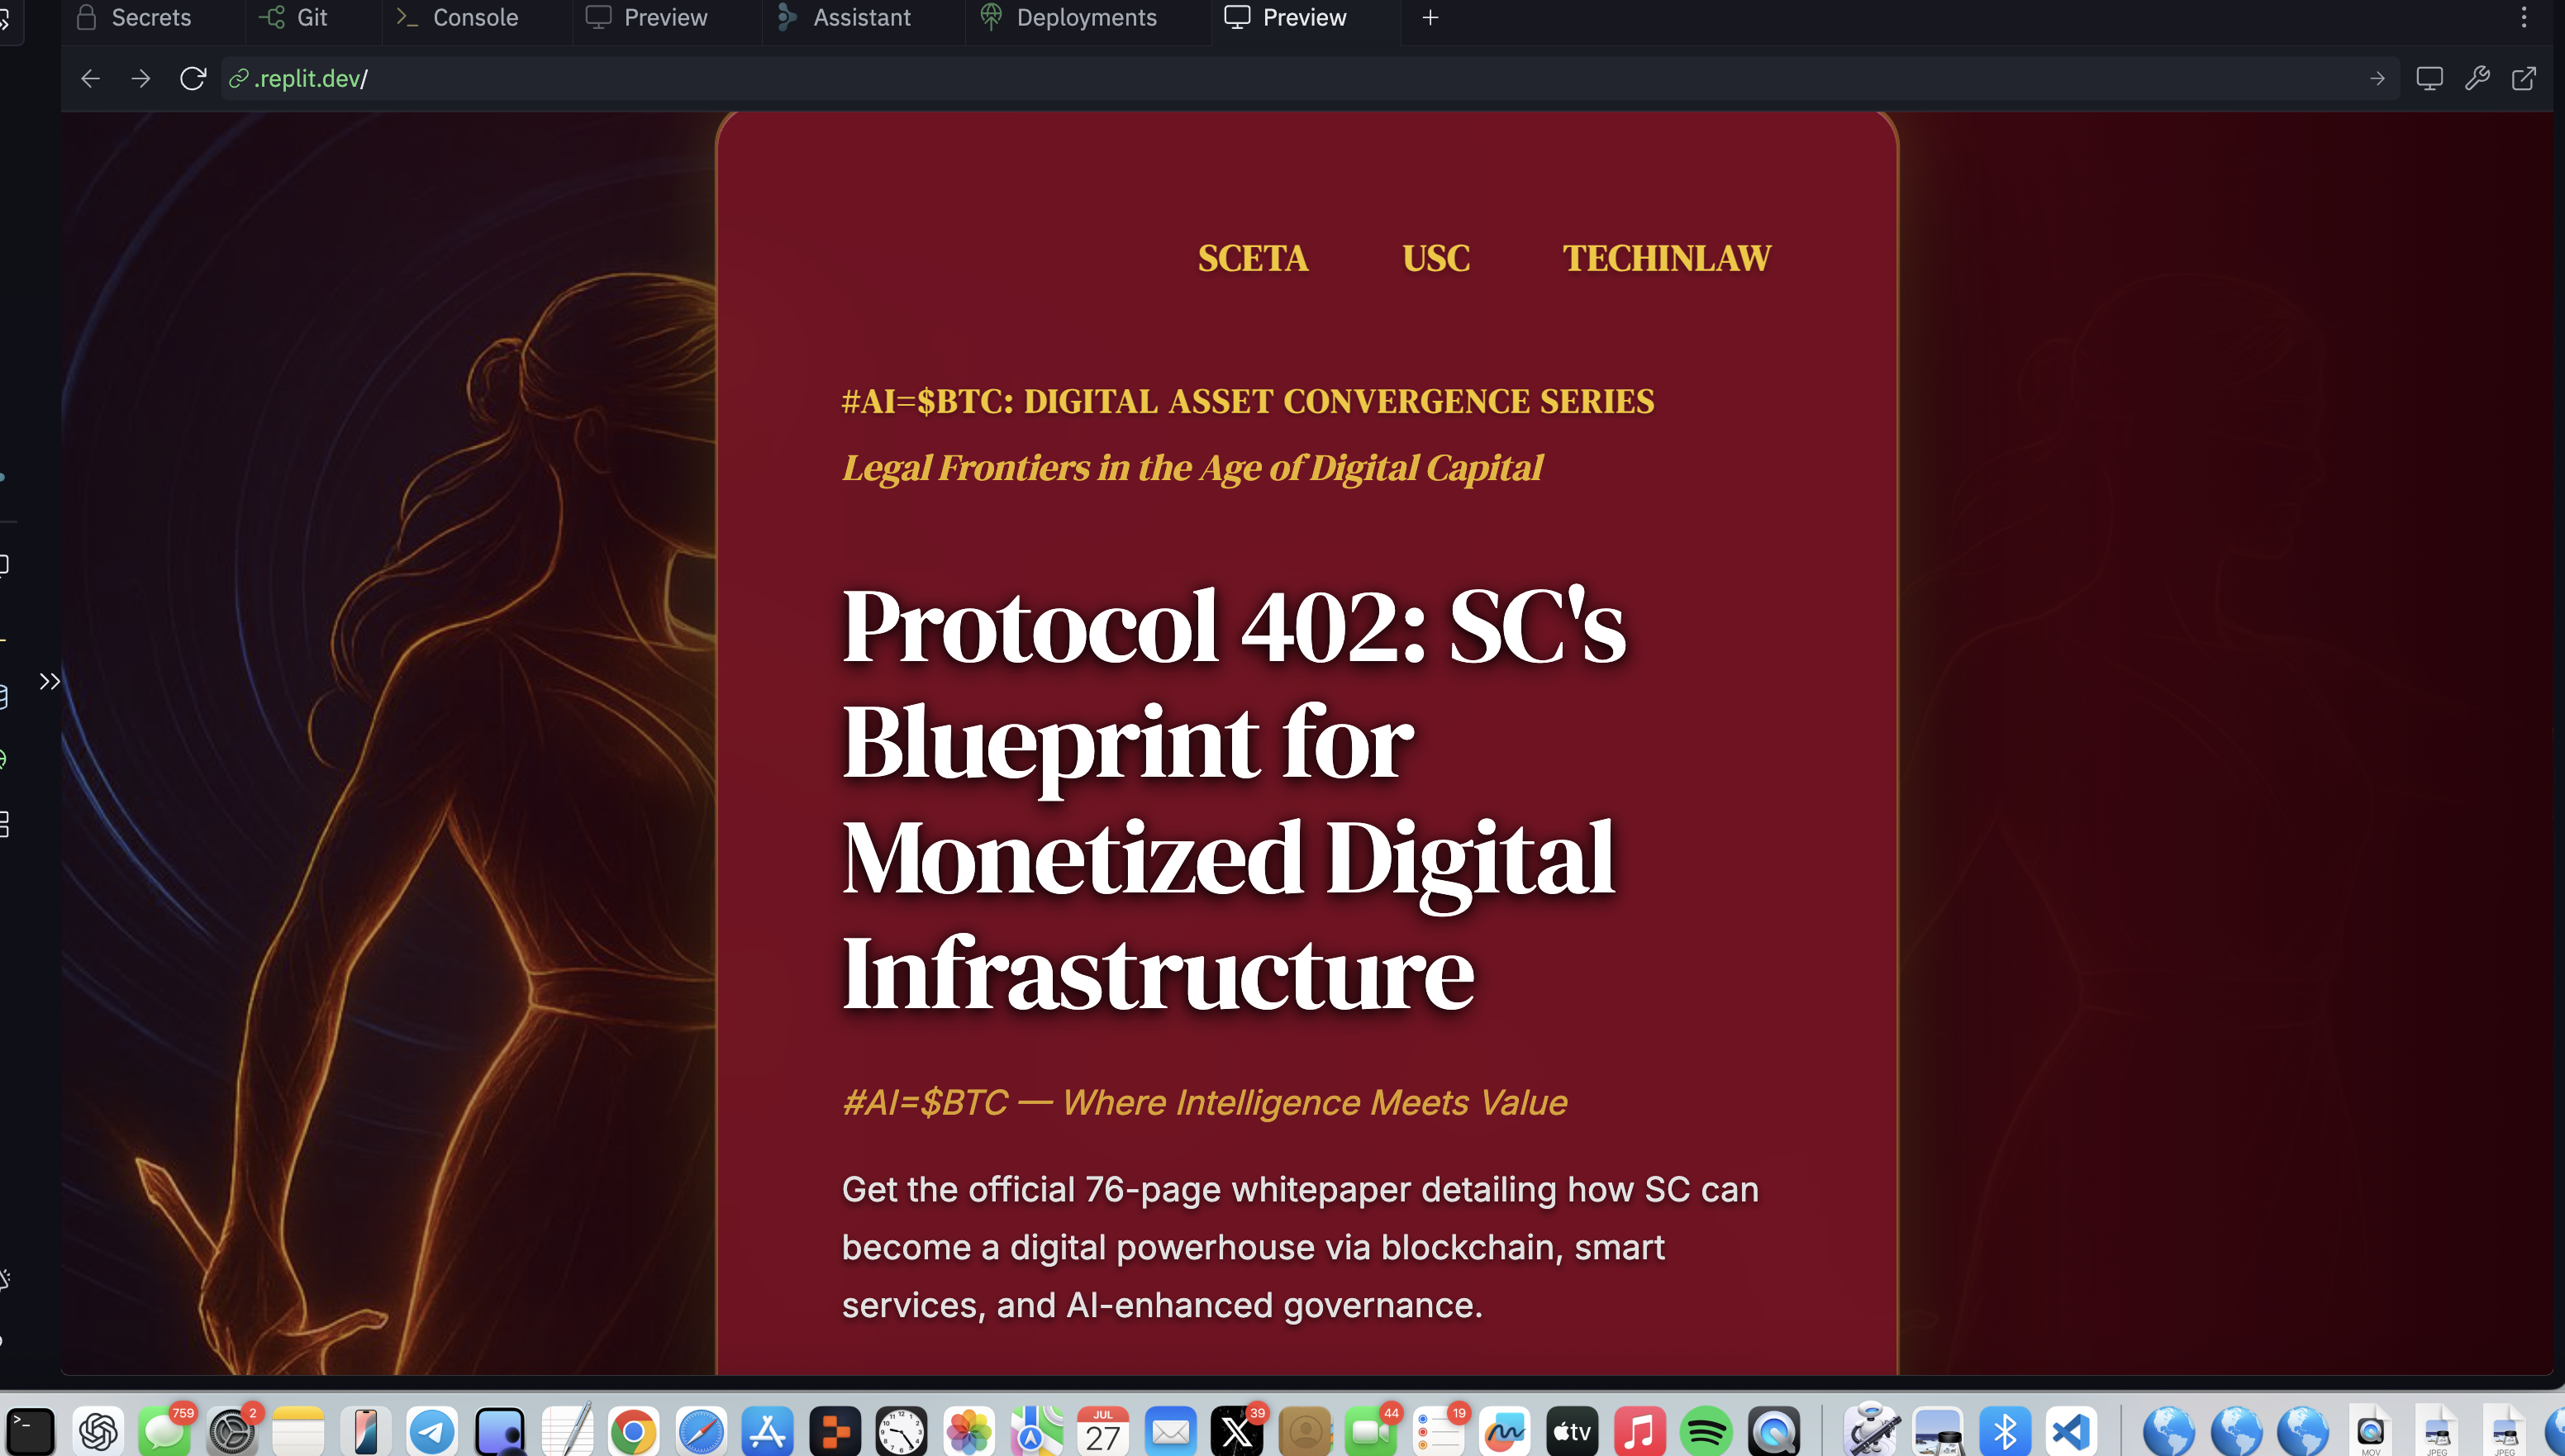 Secrets
Git
Console
Preview
Assistant
Deployments
Preview
.replit.dev/
SCETA USC TECHINLAW
#AI=$BTC: DIGITAL ASSET CONVERGENCE SERIES
Legal Frontiers in the Age of Digital Capital
Protocol 402: SC's
Blueprint for
Monetized Digital
Infrastructure
#AI=$BTC — Where Intelligence Meets Value
Get the official 76-page whitepaper detailing how SC can
become a digital powerhouse via blockchain, smart
services, and AI-enhanced governance.
759
2
JUL
27
39
44
19
tv
MOV
JPEG
JPEG